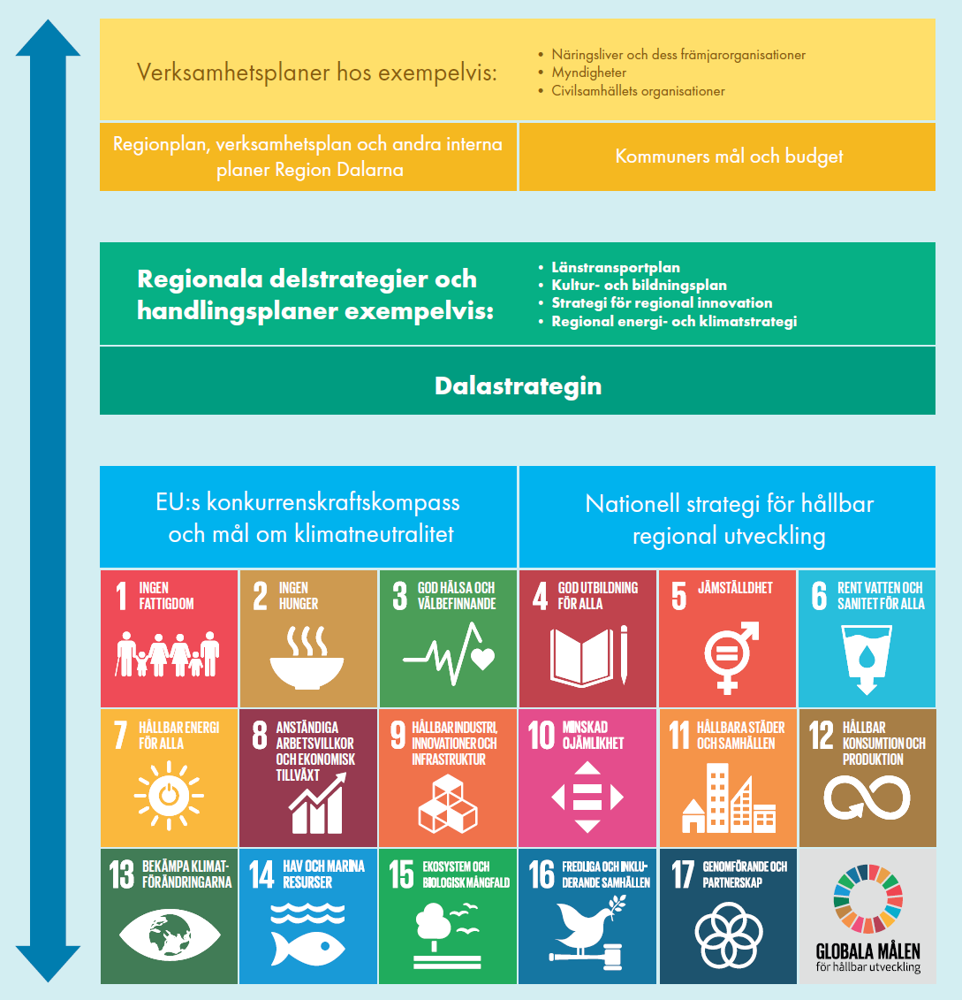 Verksamhetsplaner hos exempelvis:
• Näringsliver och dess främjarorganisationer
• Myndigheter
• Civilsamhällets organisationer
Regionplan, verksamhetsplan och andra interna
planer Region Dalarna
Kommuners mål och budget
Regionala delstrategier och
handlingsplaner exempelvis:
• Länstransportplan
• Kultur- och bildningsplan
• Strategi för regional innovation
• Regional energi- och klimatstrategi
Dalastrategin
EU:s konkurrenskraftskompass
och mål om klimatneutralitet
Nationell strategi för hållbar
regional utveckling
1 INGEN
FATTIGDOM
2 INGEN
HUNGER
3 GOD HÄLSA OCH
VÄLBEFINNANDE
4 GOD UTBILDNING
FÖR ALLA
5 JÄMSTÄLLDHET
6 RENT VATTEN OCH
SANITET FÖR ALLA
7 HÅLLBAR ENERGI
FÖR ALLA
8 ANSTÄNDIGA
ARBETSVILLKOR
OCH EKONOMISK
TILLVÄXT
9 HÅLLBAR INDUSTRI,
INNOVATIONER OCH
INFRASTRUKTUR
10 MINSKAD
OJÄMLIKHET
11 HÅLLBARA STÄDER
OCH SAMHÄLLEN
12 HÅLLBAR
KONSUMTION OCH
PRODUKTION
13 BEKÄMPA KLIMAT-
FÖRÄNDRINGARNA
14 HAV OCH MARINA
RESURSER
15 EKOSYSTEM OCH
BIOLOGISK MÅNGFALD
16 FREDLIGA OCH INKLU-
DERANDE SAMHÄLLEN
17 GENOMFÖRANDE OCH
PARTNERSKAP
GLOBALA MÅLEN
för hållbar utveckling